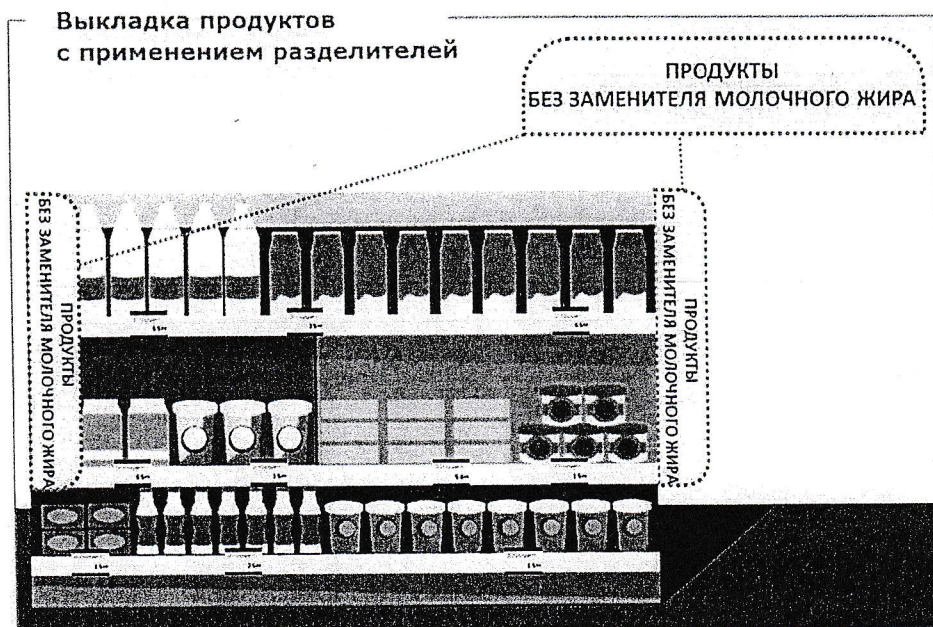 Выкладка продуктов
с применением разделителей
ПРОДУКТЫ
БЕЗ ЗАМЕНИТЕЛЯ МОЛОЧНОГО ЖИРА
ПРОДУКТЫ
БЕЗ ЗАМЕНИТЕЛЯ МОЛОЧНОГО ЖИРА
ПРОДУКТЫ
БЕЗ ЗАМЕНИТЕЛЯ МОЛОЧНОГО ЖИРА